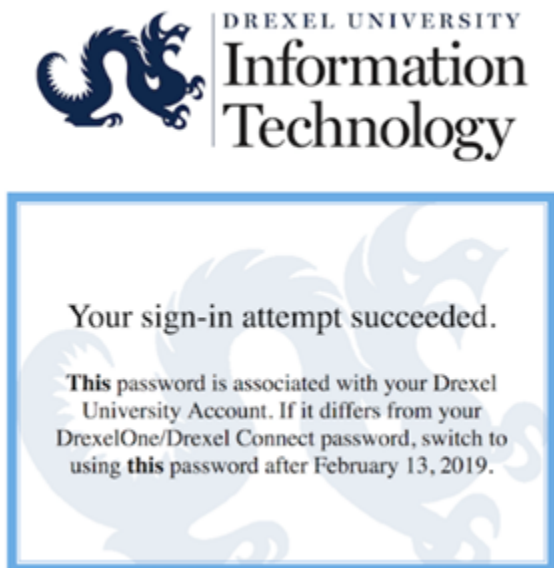 DREXEL UNIVERSITY
Information
Technology
Your sign-in attempt succeeded.
This password is associated with your Drexel
University Account. If it differs from your
DrexelOne/Drexel Connect password, switch to
using this password after February 13, 2019.